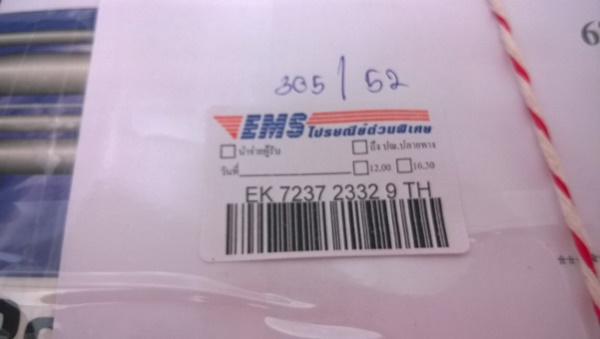 305/52
EMS ไปรษณีย์ด่วนพิเศษ
นำจ่ายผู้รับ ถึง ปณ.ปลายทาง
วันที่ 12.00 16.30
EK 7237 2332 9 TH